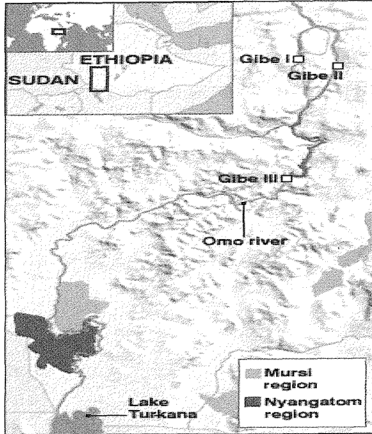 ETHIOPIA
SUDAN
Gibe I
Gibe II
Gibe III
Omo river
Mursi
region
Nyangatom
region
Lake
Turkana